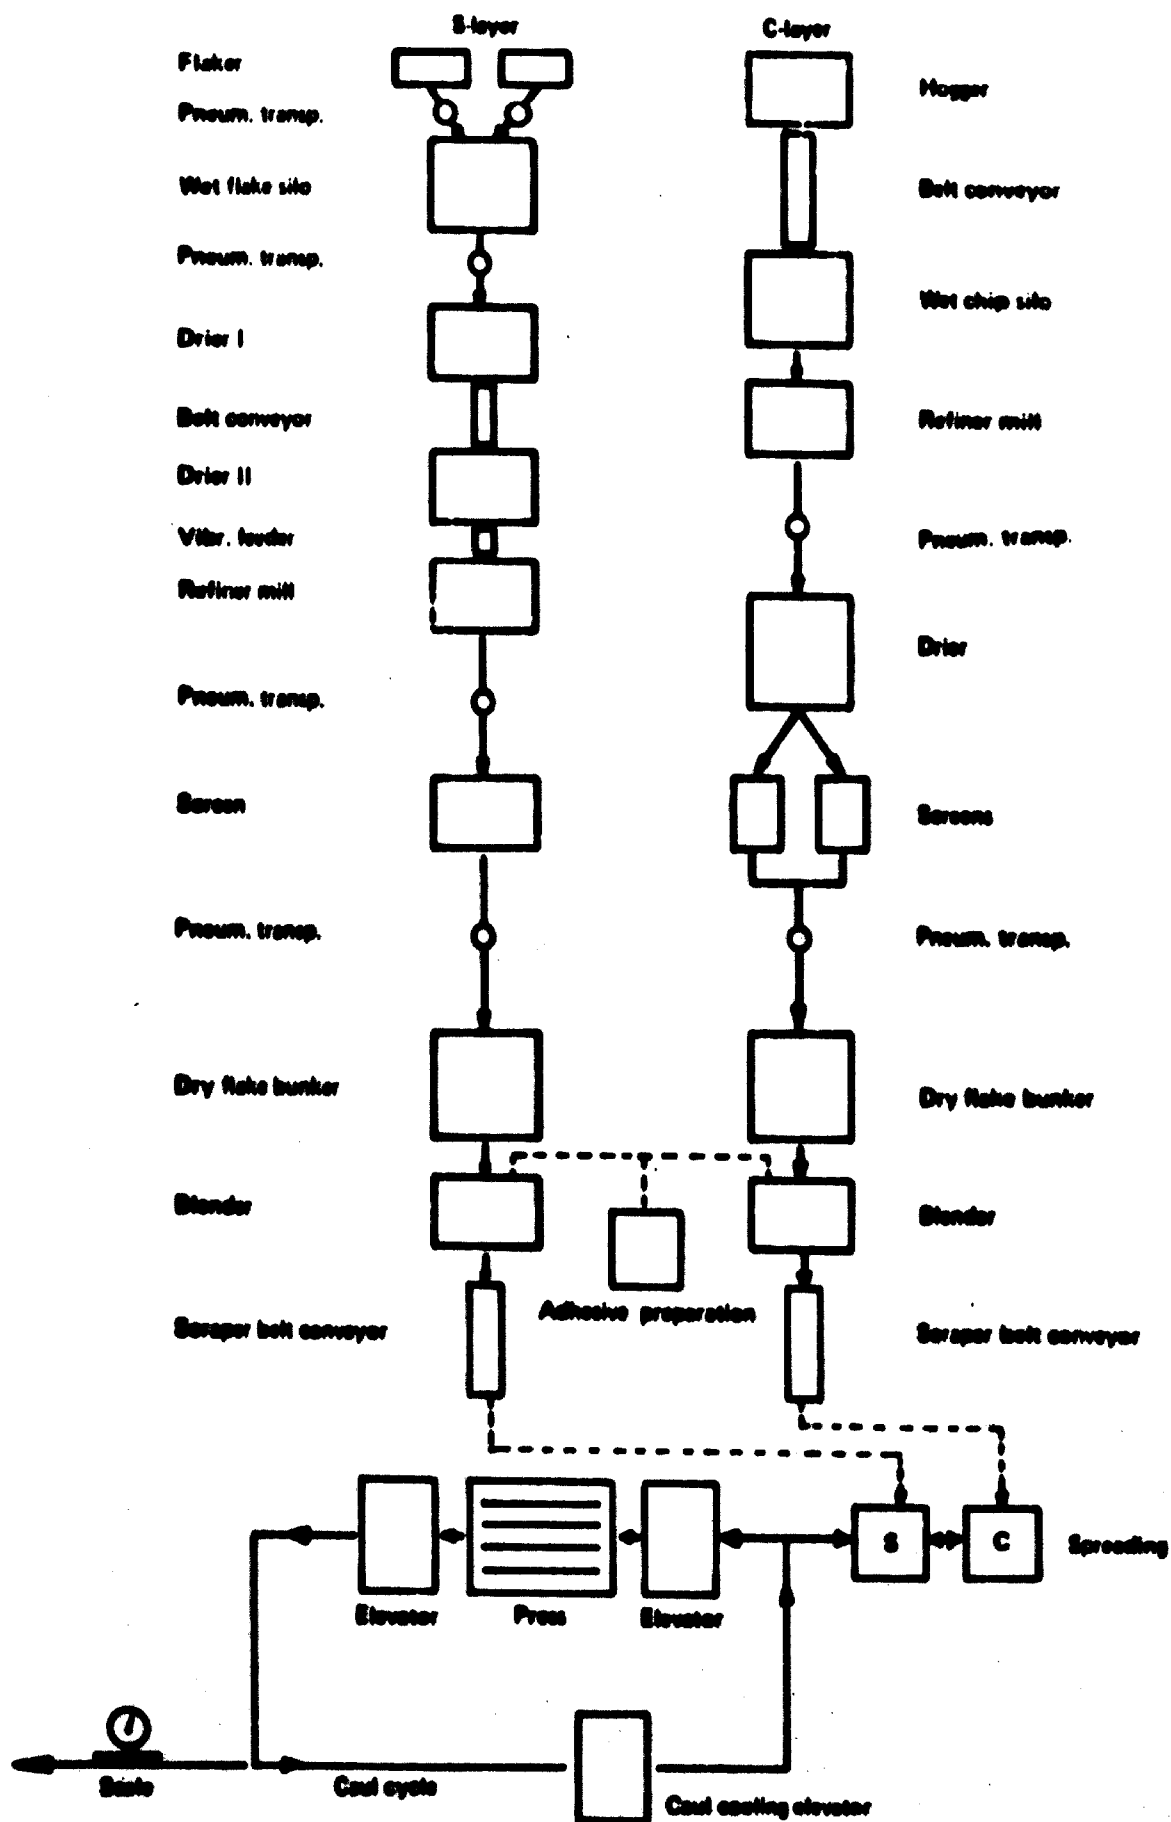 S-layer
Flaker
Pneum. transp.
Wet flake silo
Pneum. transp.
Drier I
Belt conveyor
Drier II
Vibr. feeder
Refiner mill
Pneum. transp.
Screen
Pneum. transp.
Dry flake bunker
Blender
Scraper belt conveyor
C-layer
Hogger
Belt conveyor
Wet chip silo
Refiner mill
Pneum. transp.
Drier
Screens
Pneum. transp.
Dry flake bunker
Blender
Scraper belt conveyor
Adhesive preparation
S
C
Spreading
Elevator
Press
Elevator
Scale
Caul cycle
Caul cooling elevator